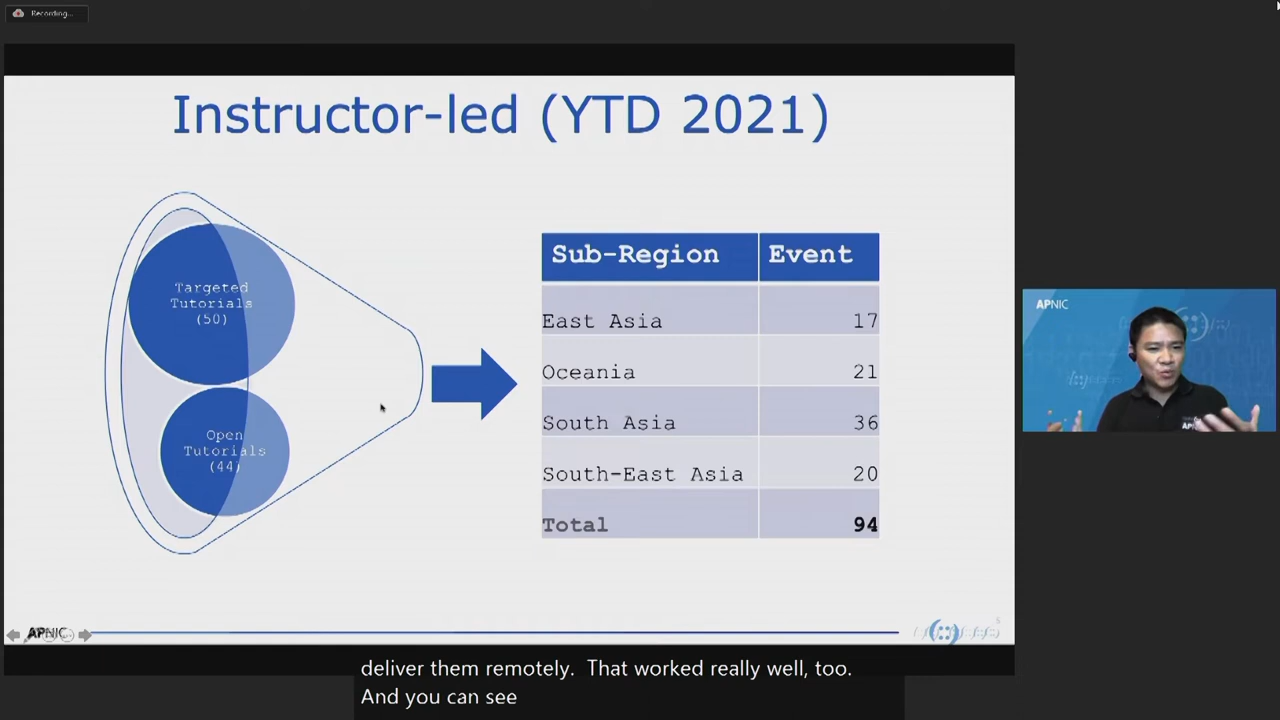 Recording...
Instructor-led (YTD 2021)
Targeted
Tutorials
(50)
Open
Tutorials
(44)
Sub-Region Event
East Asia 17
Oceania 21
South Asia 36
South-East Asia 20
Total 94
APNIC
APNIC
deliver them remotely.  That worked really well, too.
And you can see